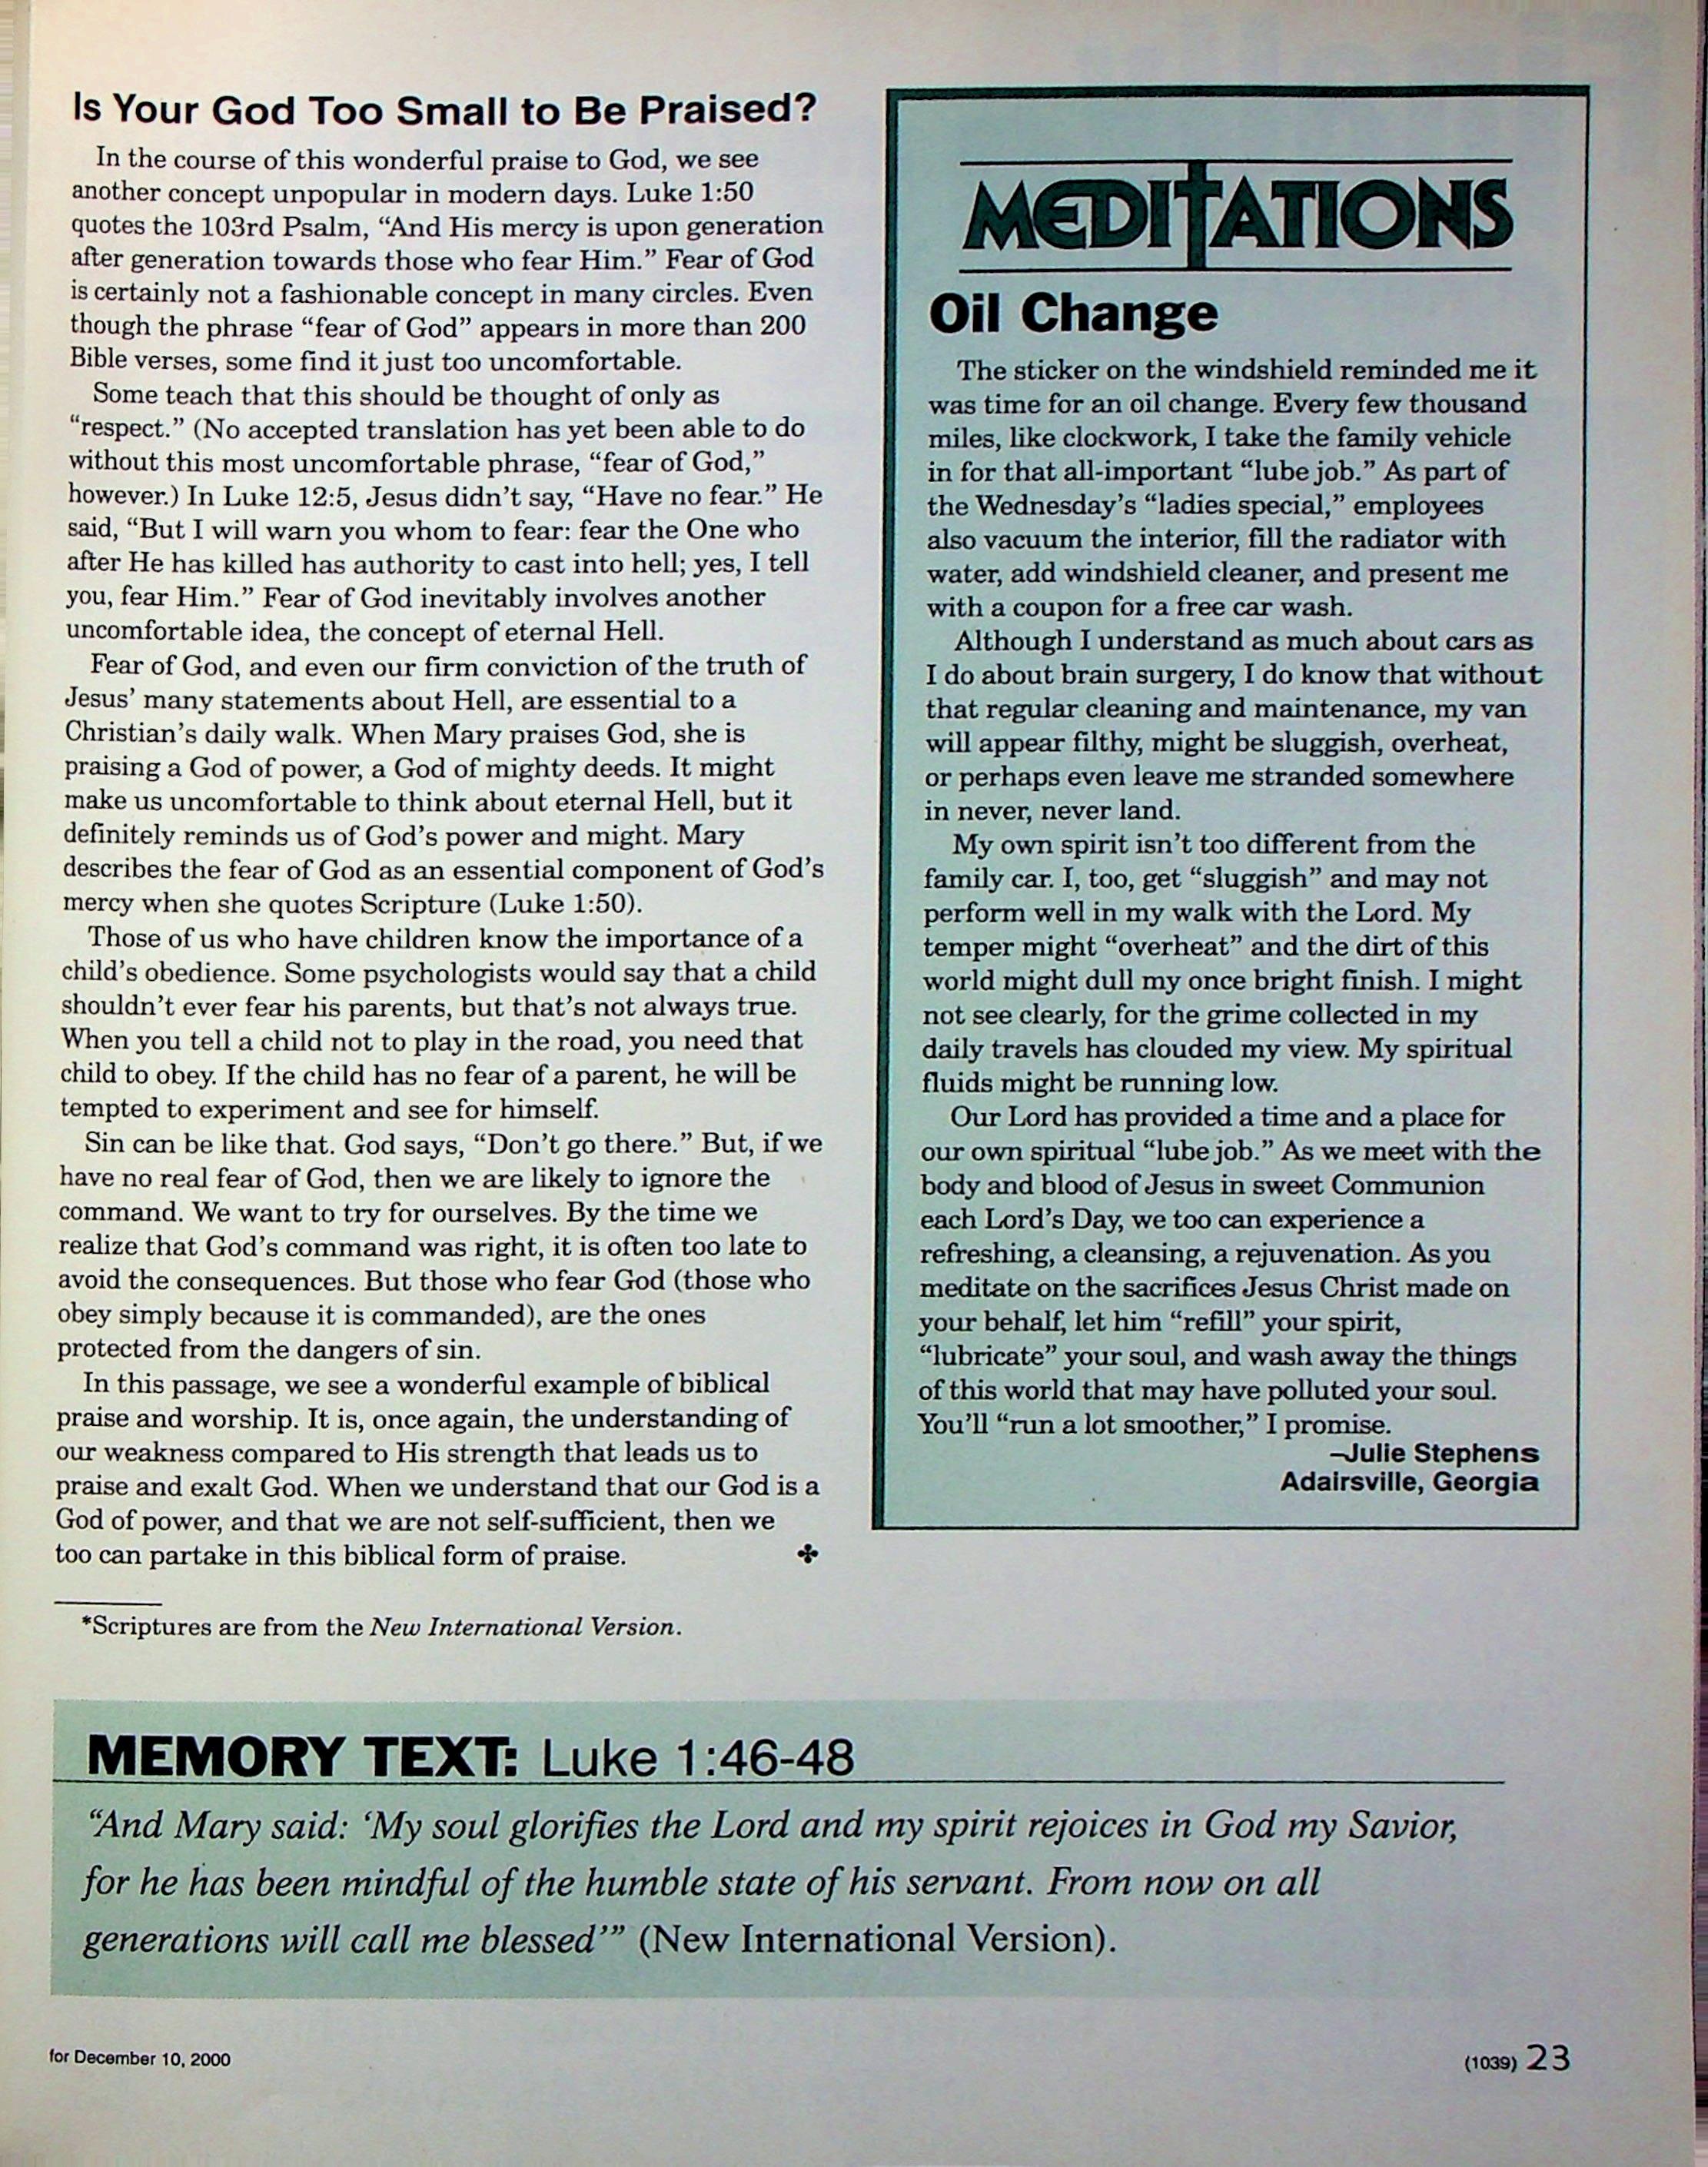 Is Your God Too Small to Be Praised?
In the course of this wonderful praise to God, we see
another concept unpopular in modern days. Luke 1:50
quotes the 103rd Psalm, “And His mercy is upon generation
after generation towards those who fear Him.” Fear of God
is certainly not a fashionable concept in many circles. Even
though the phrase “fear of God” appears in more than 200
Bible verses, some find it just too uncomfortable.
Some teach that this should be thought of only as
“respect.” (No accepted translation has yet been able to do
without this most uncomfortable phrase, “fear of God,”
however.) In Luke 12:5, Jesus didn’t say, “Have no fear.” He
said, “But I will warn you whom to fear: fear the One who
after He has killed has authority to cast into hell; yes, I tell
you, fear Him.” Fear of God inevitably involves another
uncomfortable idea, the concept of eternal Hell.
Fear of God, and even our firm conviction of the truth of
Jesus’ many statements about Hell, are essential to a
Christian’s daily walk. When Mary praises God, she is
praising a God of power, a God of mighty deeds. It might
make us uncomfortable to think about eternal Hell, but it
definitely reminds us of God’s power and might. Mary
describes the fear of God as an essential component of God’s
mercy when she quotes Scripture (Luke 1:50).
Those of us who have children know the importance of a
child’s obedience. Some psychologists would say that a child
shouldn’t ever fear his parents, but that’s not always true.
When you tell a child not to play in the road, you need that
child to obey. If the child has no fear of a parent, he will be
tempted to experiment and see for himself.
Sin can be like that. God says, “Don’t go there.” But, if we
have no real fear of God, then we are likely to ignore the
command. We want to try for ourselves. By the time we
realize that God’s command was right, it is often too late to
avoid the consequences. But those who fear God (those who
obey simply because it is commanded), are the ones
protected from the dangers of sin.
In this passage, we see a wonderful example of biblical
praise and worship. It is, once again, the understanding of
our weakness compared to His strength that leads us to
praise and exalt God. When we understand that our God is a
God of power, and that we are not self-sufficient, then we
too can partake in this biblical form of praise. ✤
*Scriptures are from the New International Version.
MEDITATIONS
Oil Change
The sticker on the windshield reminded me it
was time for an oil change. Every few thousand
miles, like clockwork, I take the family vehicle
in for that all-important “lube job.” As part of
the Wednesday’s “ladies special,” employees
also vacuum the interior, fill the radiator with
water, add windshield cleaner, and present me
with a coupon for a free car wash.
Although I understand as much about cars as
I do about brain surgery, I do know that without
that regular cleaning and maintenance, my van
will appear filthy, might be sluggish, overheat,
or perhaps even leave me stranded somewhere
in never, never land.
My own spirit isn’t too different from the
family car. I, too, get “sluggish” and may not
perform well in my walk with the Lord. My
temper might “overheat” and the dirt of this
world might dull my once bright finish. I might
not see clearly, for the grime collected in my
daily travels has clouded my view. My spiritual
fluids might be running low.
Our Lord has provided a time and a place for
our own spiritual “lube job.” As we meet with the
body and blood of Jesus in sweet Communion
each Lord’s Day, we too can experience a
refreshing, a cleansing, a rejuvenation. As you
meditate on the sacrifices Jesus Christ made on
your behalf, let him “refill” your spirit,
“lubricate” your soul, and wash away the things
of this world that may have polluted your soul.
You’ll “run a lot smoother,” I promise.
–Julie Stephens
Adairsville, Georgia
MEMORY TEXT: Luke 1:46-48
“And Mary said: ‘My soul glorifies the Lord and my spirit rejoices in God my Savior,
for he has been mindful of the humble state of his servant. From now on all
generations will call me blessed’” (New International Version).
for December 10, 2000
(1039) 23